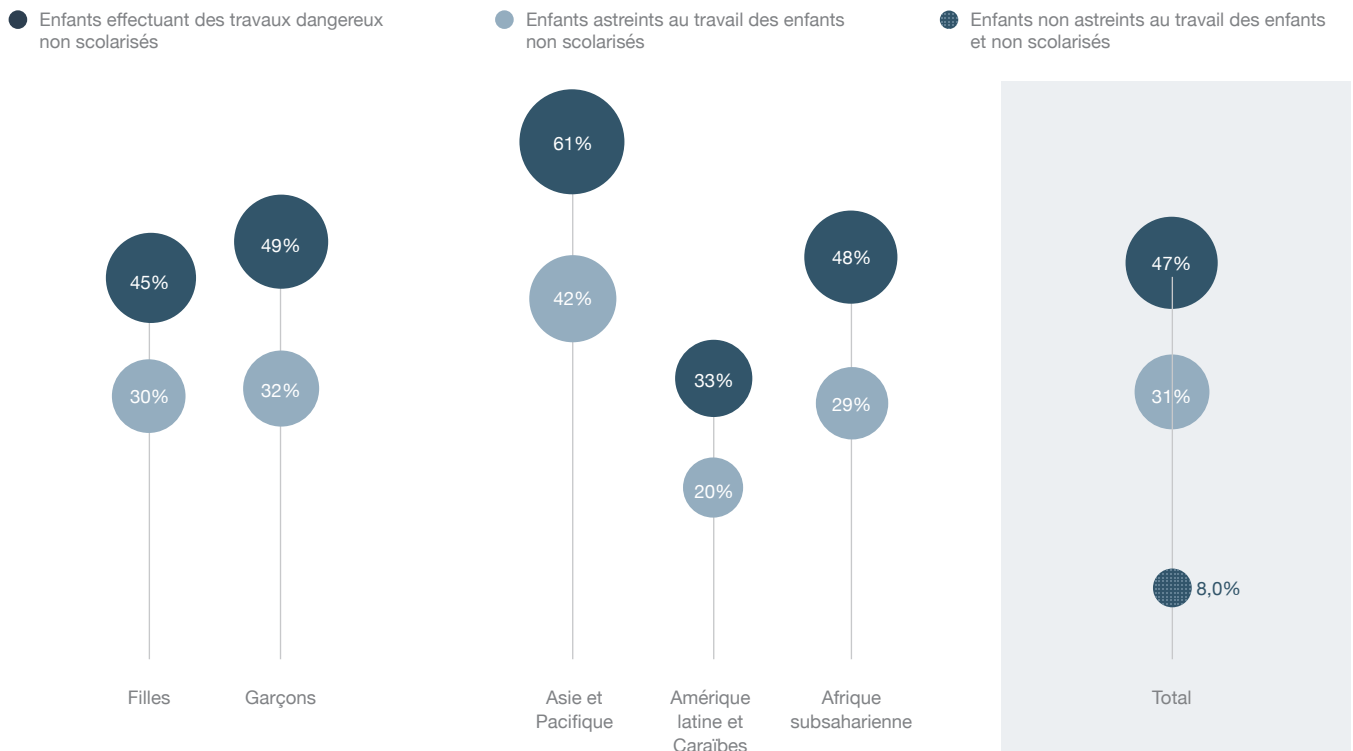 Enfants effectuant des travaux dangereux
non scolarisés
Enfants astreints au travail des enfants
non scolarisés
Enfants non astreints au travail des enfants
et non scolarisés
61%
49%
48%
47%
45%
42%
33%
32%
31%
30%
29%
20%
8,0%
Filles
Garçons
Asie et
Pacifique
Amérique
latine et
Caraïbes
Afrique
subsaharienne
Total